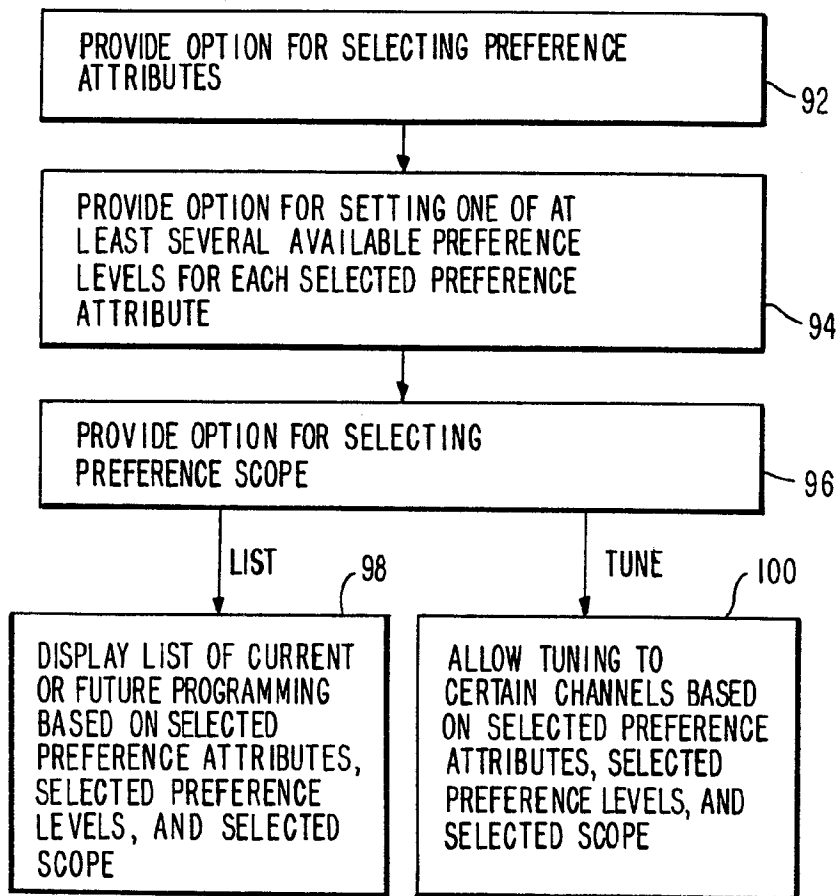 PROVIDE OPTION FOR SELECTING PREFERENCE
ATTRIBUTES
92
PROVIDE OPTION FOR SETTING ONE OF AT
LEAST SEVERAL AVAILABLE PREFERENCE
LEVELS FOR EACH SELECTED PREFERENCE
ATTRIBUTE
94
PROVIDE OPTION FOR SELECTING
PREFERENCE SCOPE
96
LIST
98
DISPLAY LIST OF CURRENT
OR FUTURE PROGRAMMING
BASED ON SELECTED
PREFERENCE ATTRIBUTES,
SELECTED PREFERENCE
LEVELS, AND SELECTED
SCOPE
TUNE
100
ALLOW TUNING TO
CERTAIN CHANNELS BASED
ON SELECTED PREFERENCE
ATTRIBUTES, SELECTED
PREFERENCE LEVELS, AND
SELECTED SCOPE